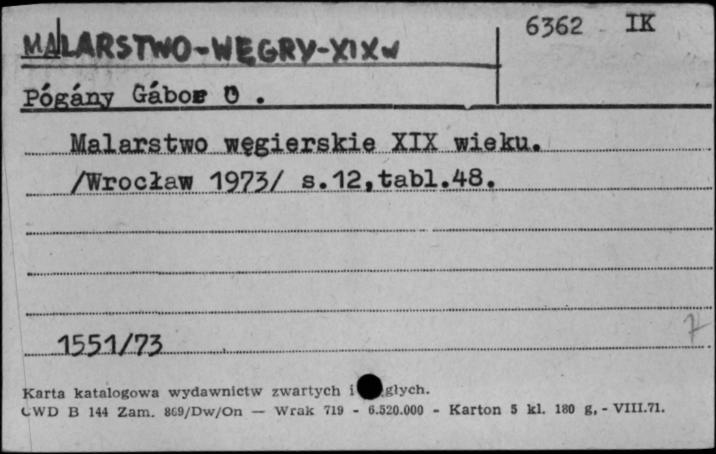 6362 IK
MALARSTWO-WĘGRY-XIXw
Pógány Gábor O .
Malarstwo węgierskie XIX wieku.
/Wrocław 1973/ s.12,tabl.48.
1551/73
7
Karta katalogowa wydawnictw zwartych i głych.
CWD B 144 Zam. 869/Dw/On — Wrak 719 - 6.520.000 - Karton 5 kl. 180 g, - VIII.71.